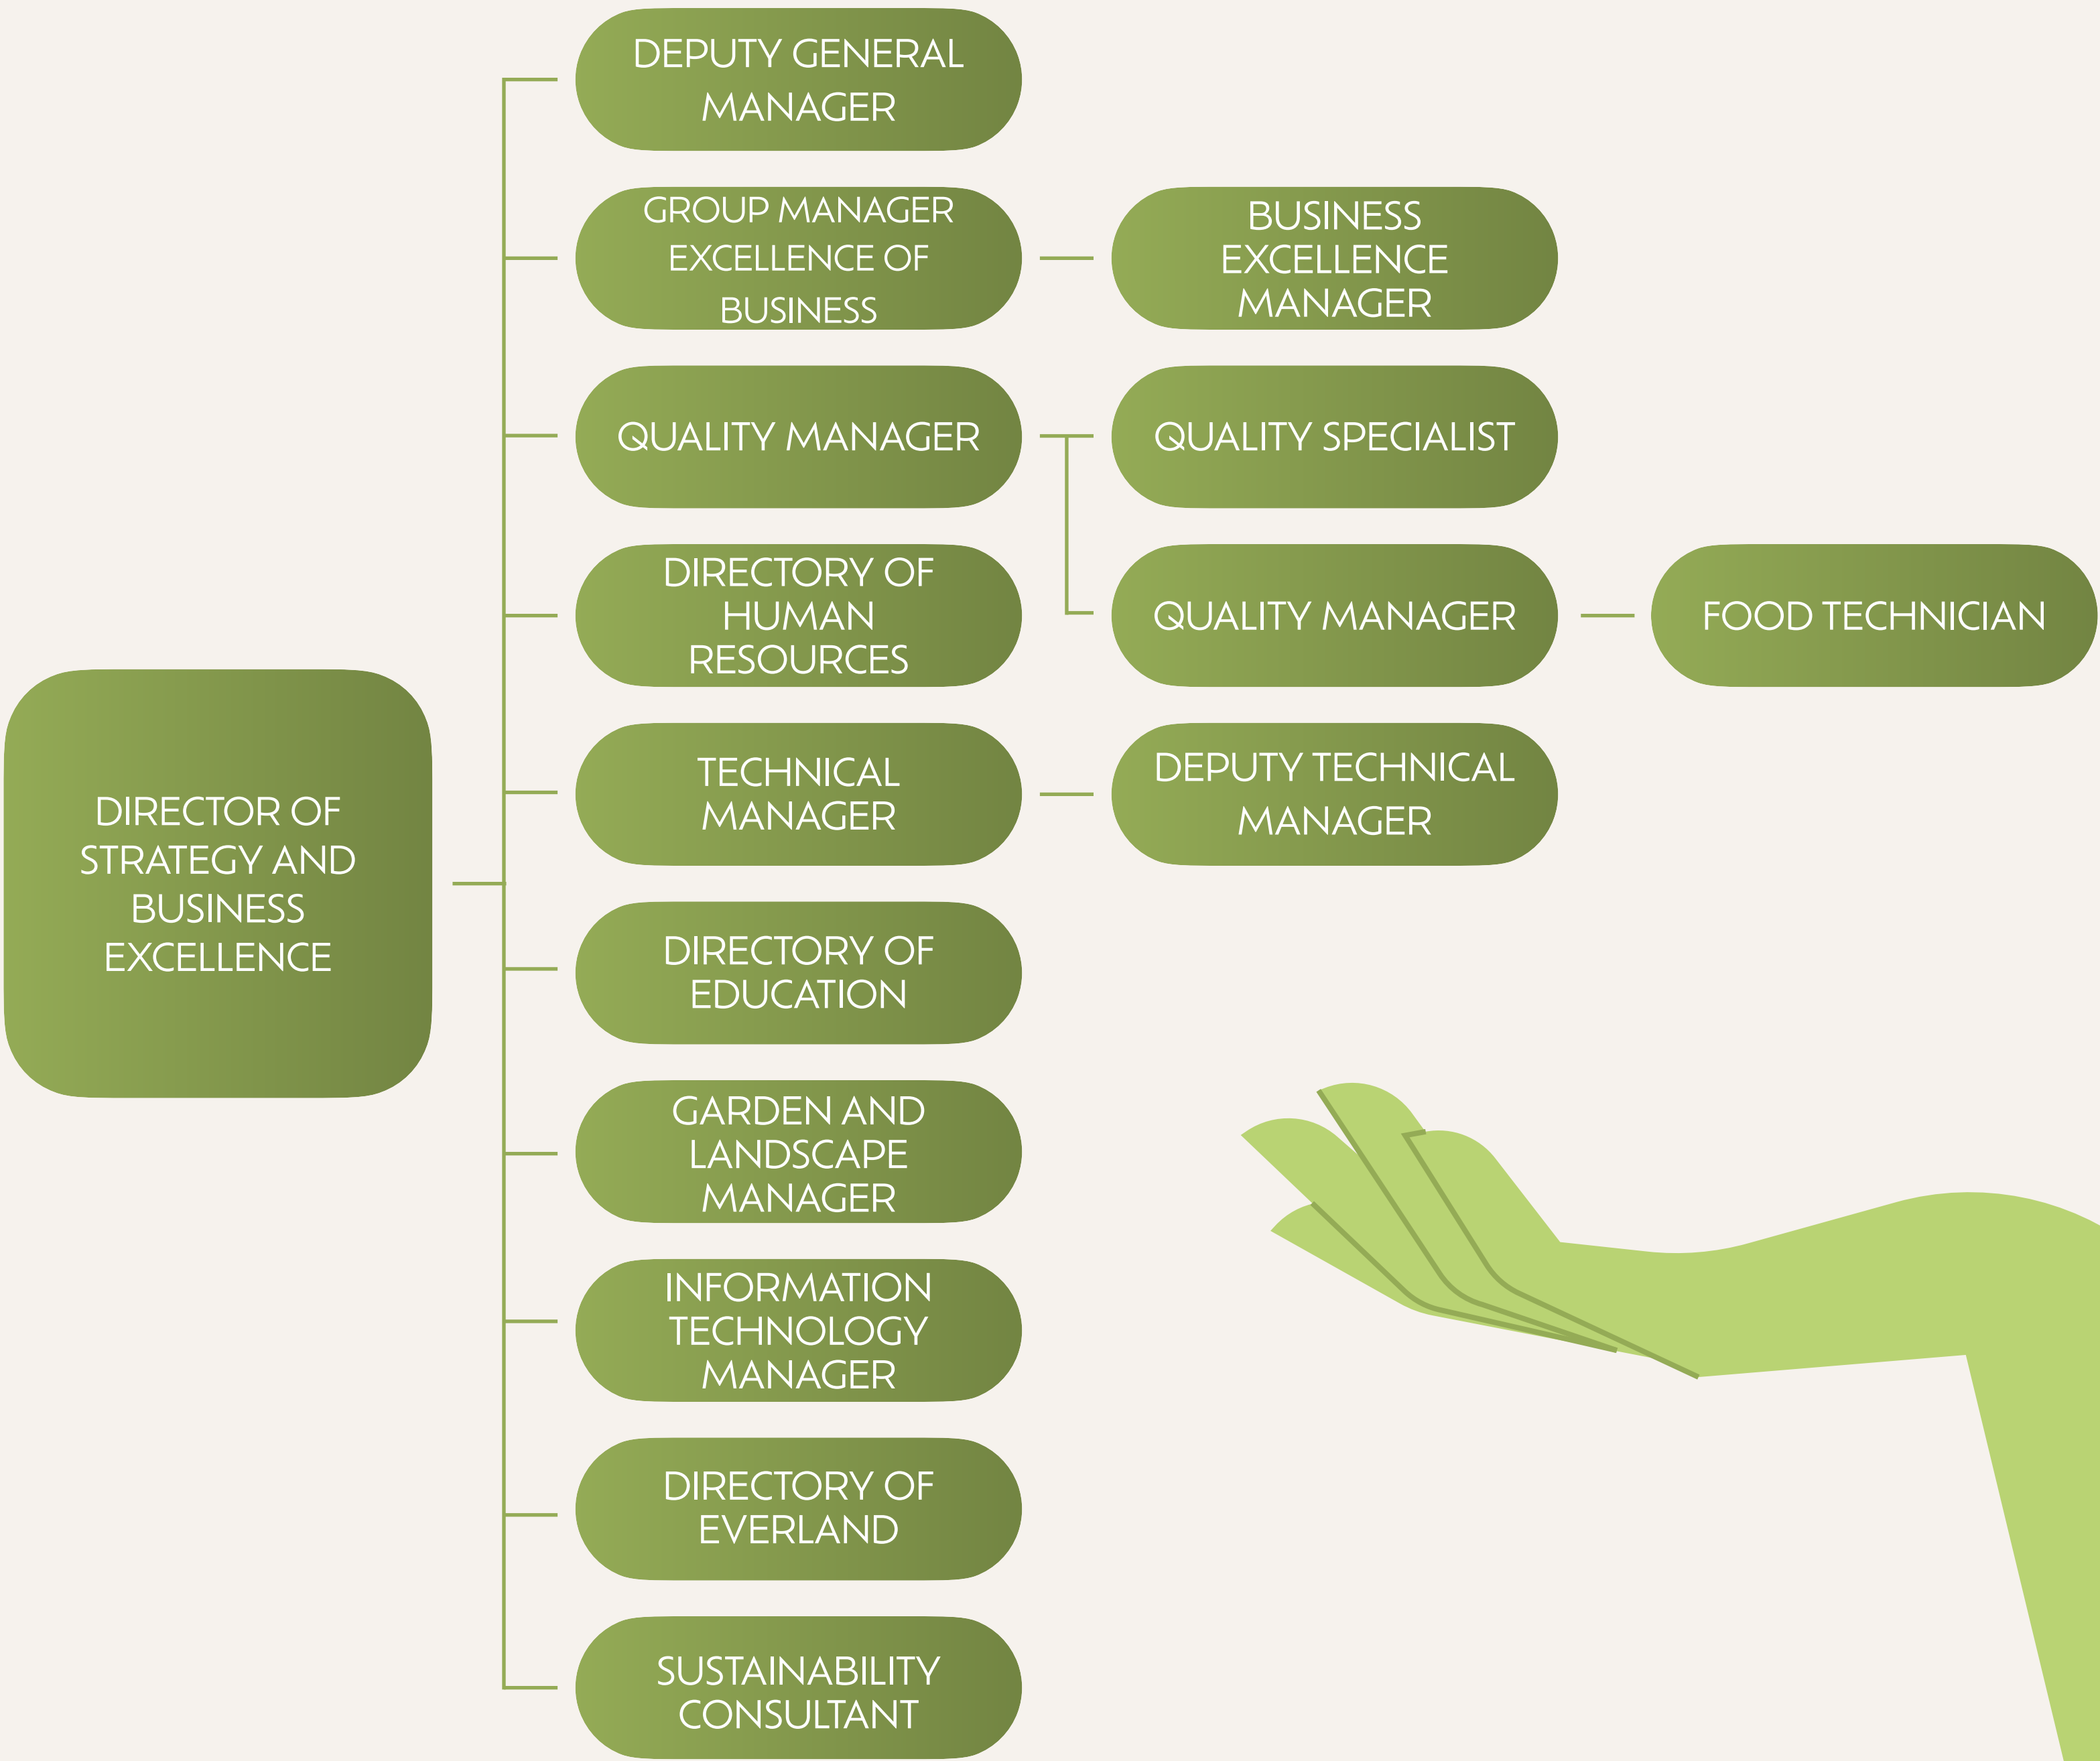 DEPUTY GENERAL
MANAGER
GROUP MANAGER
EXCELLENCE OF
BUSINESS
BUSINESS
EXCELLENCE
MANAGER
QUALITY MANAGER
QUALITY SPECIALIST
DIRECTORY OF
HUMAN
RESOURCES
QUALITY MANAGER
FOOD TECHNICIAN
DIRECTOR OF
STRATEGY AND
BUSINESS
EXCELLENCE
TECHNICAL
MANAGER
DEPUTY TECHNICAL
MANAGER
DIRECTORY OF
EDUCATION
GARDEN AND
LANDSCAPE
MANAGER
INFORMATION
TECHNOLOGY
MANAGER
DIRECTORY OF
EVERLAND
SUSTAINABILITY
CONSULTANT